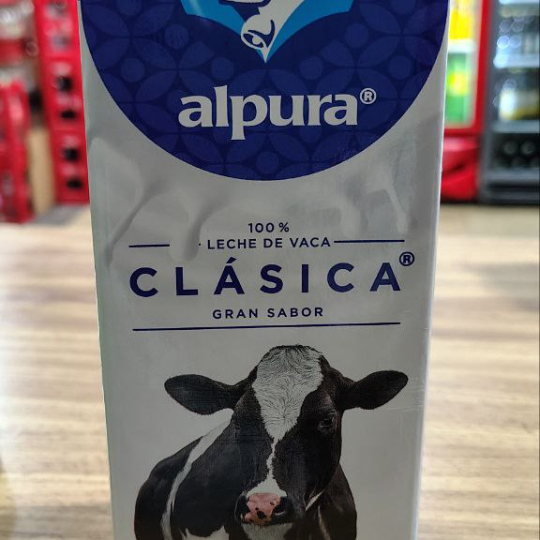 alpura®
100%
LECHE DE VACA
CLÁSICA®
GRAN SABOR